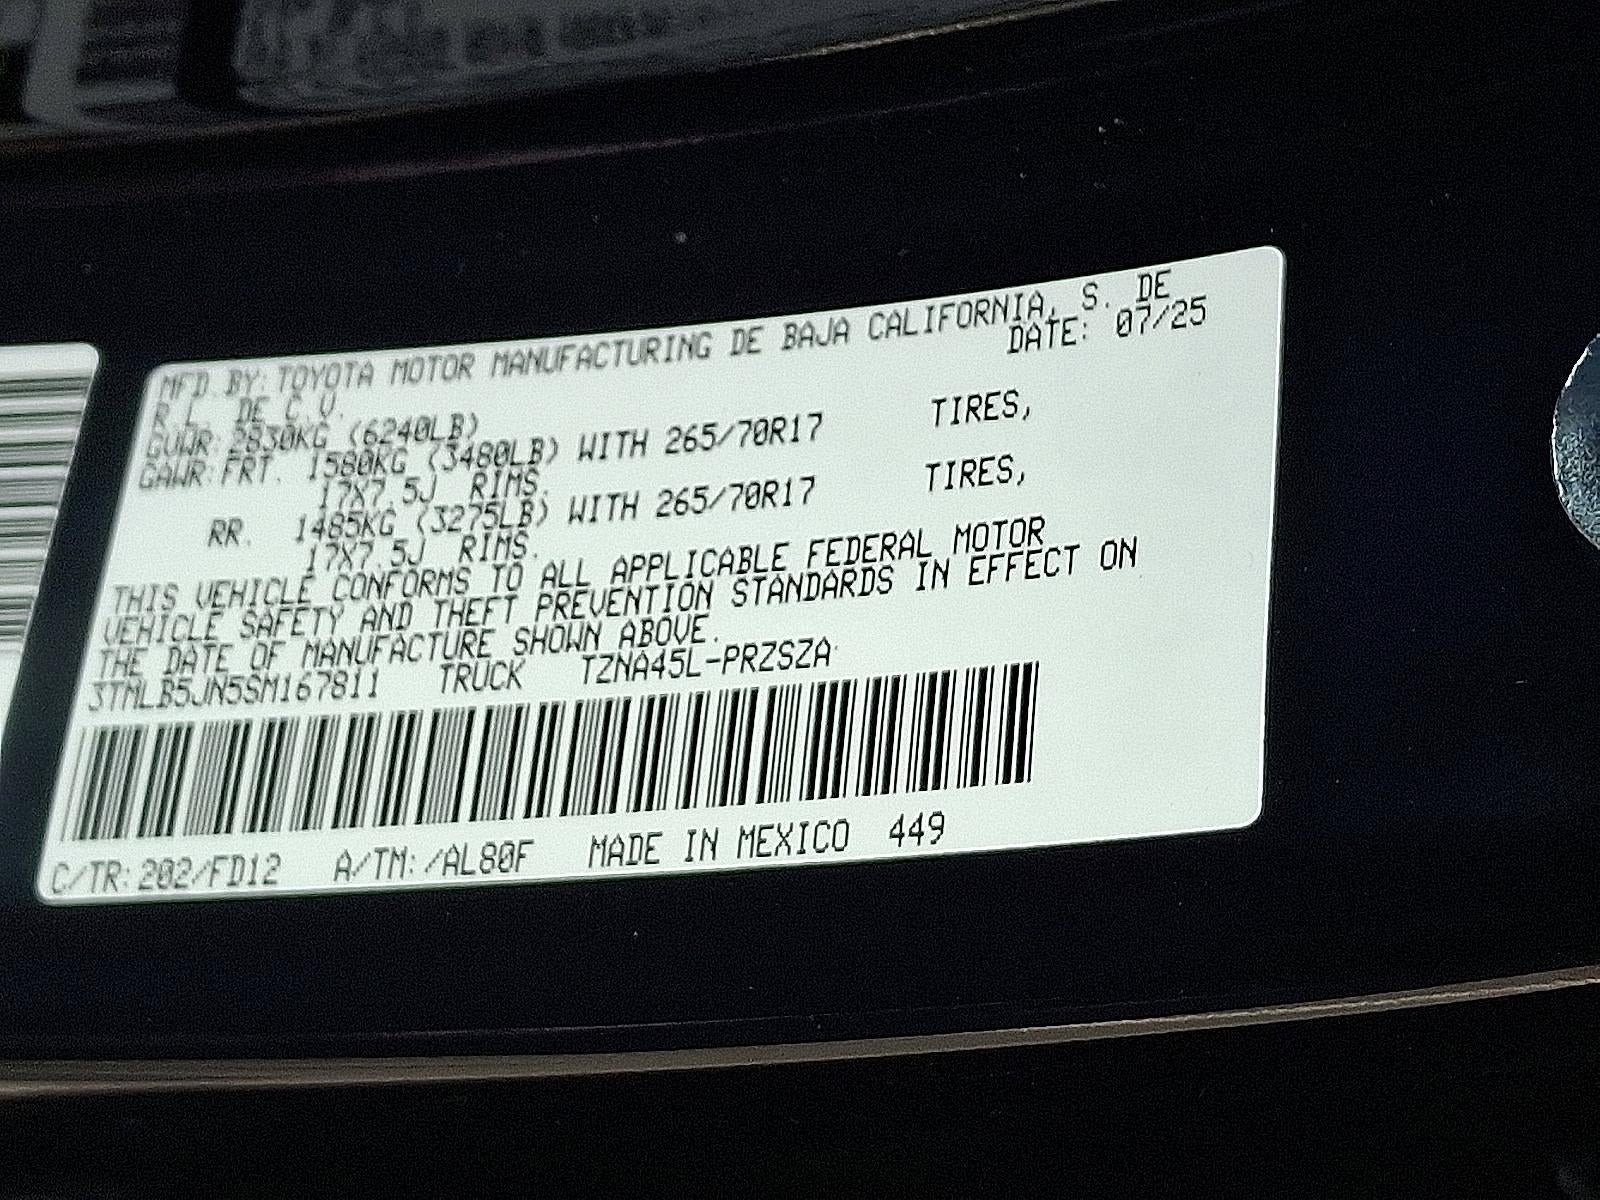 MFD. BY: TOYOTA MOTOR MANUFACTURING DE BAJA CALIFORNIA, S. DE
R.L. DE C.V. DATE: 07/25
GVWR: 2830KG (6240LB)
GAWR: FRT. 1580KG (3480LB) WITH 265/70R17 TIRES,
17X7.5J RIMS.
RR. 1485KG (3275LB) WITH 265/70R17 TIRES,
17X7.5J RIMS.
THIS VEHICLE CONFORMS TO ALL APPLICABLE FEDERAL MOTOR
VEHICLE SAFETY AND THEFT PREVENTION STANDARDS IN EFFECT ON
THE DATE OF MANUFACTURE SHOWN ABOVE.
3TMLB5JN5SM167811 TRUCK TZNA45L-PRZSZA
C/TR: 202/FD12 A/TM: /AL80F MADE IN MEXICO 449